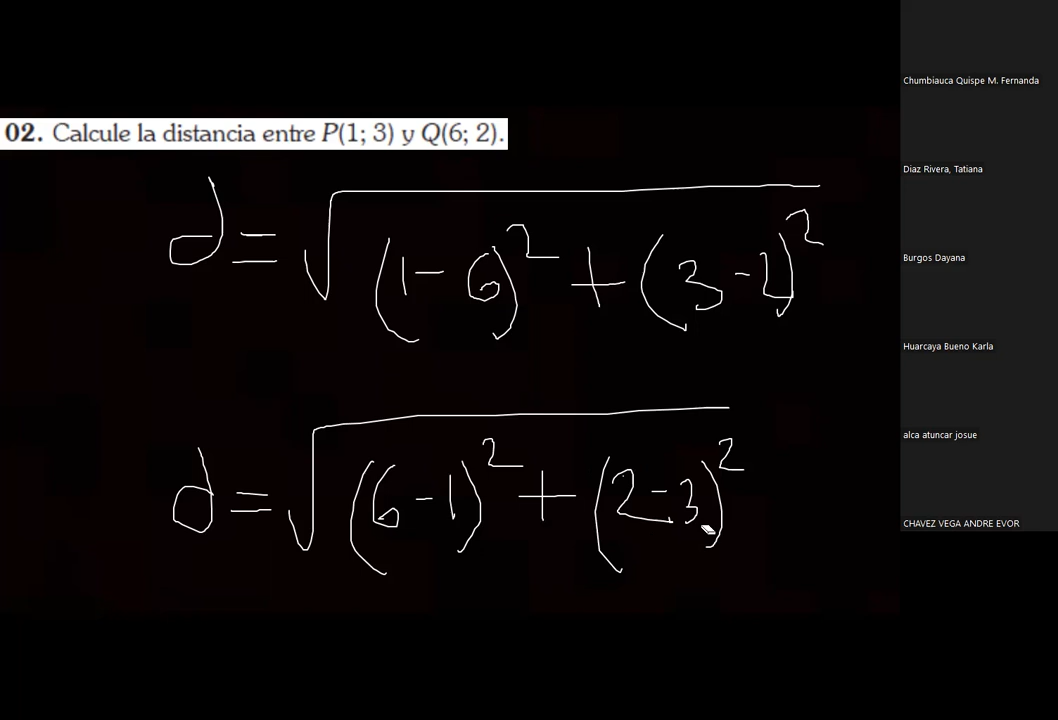 02. Calcule la distancia entre P(1; 3) y Q(6; 2).
d = √((1 - 6)² + (3 - 2)²)
d = √((6 - 1)² + (2 - 3)²)
Chumbiauca Quispe M. Fernanda
Diaz Rivera, Tatiana
Burgos Dayana
Huarcaya Bueno Karla
alca atuncar josue
CHAVEZ VEGA ANDRE EVOR